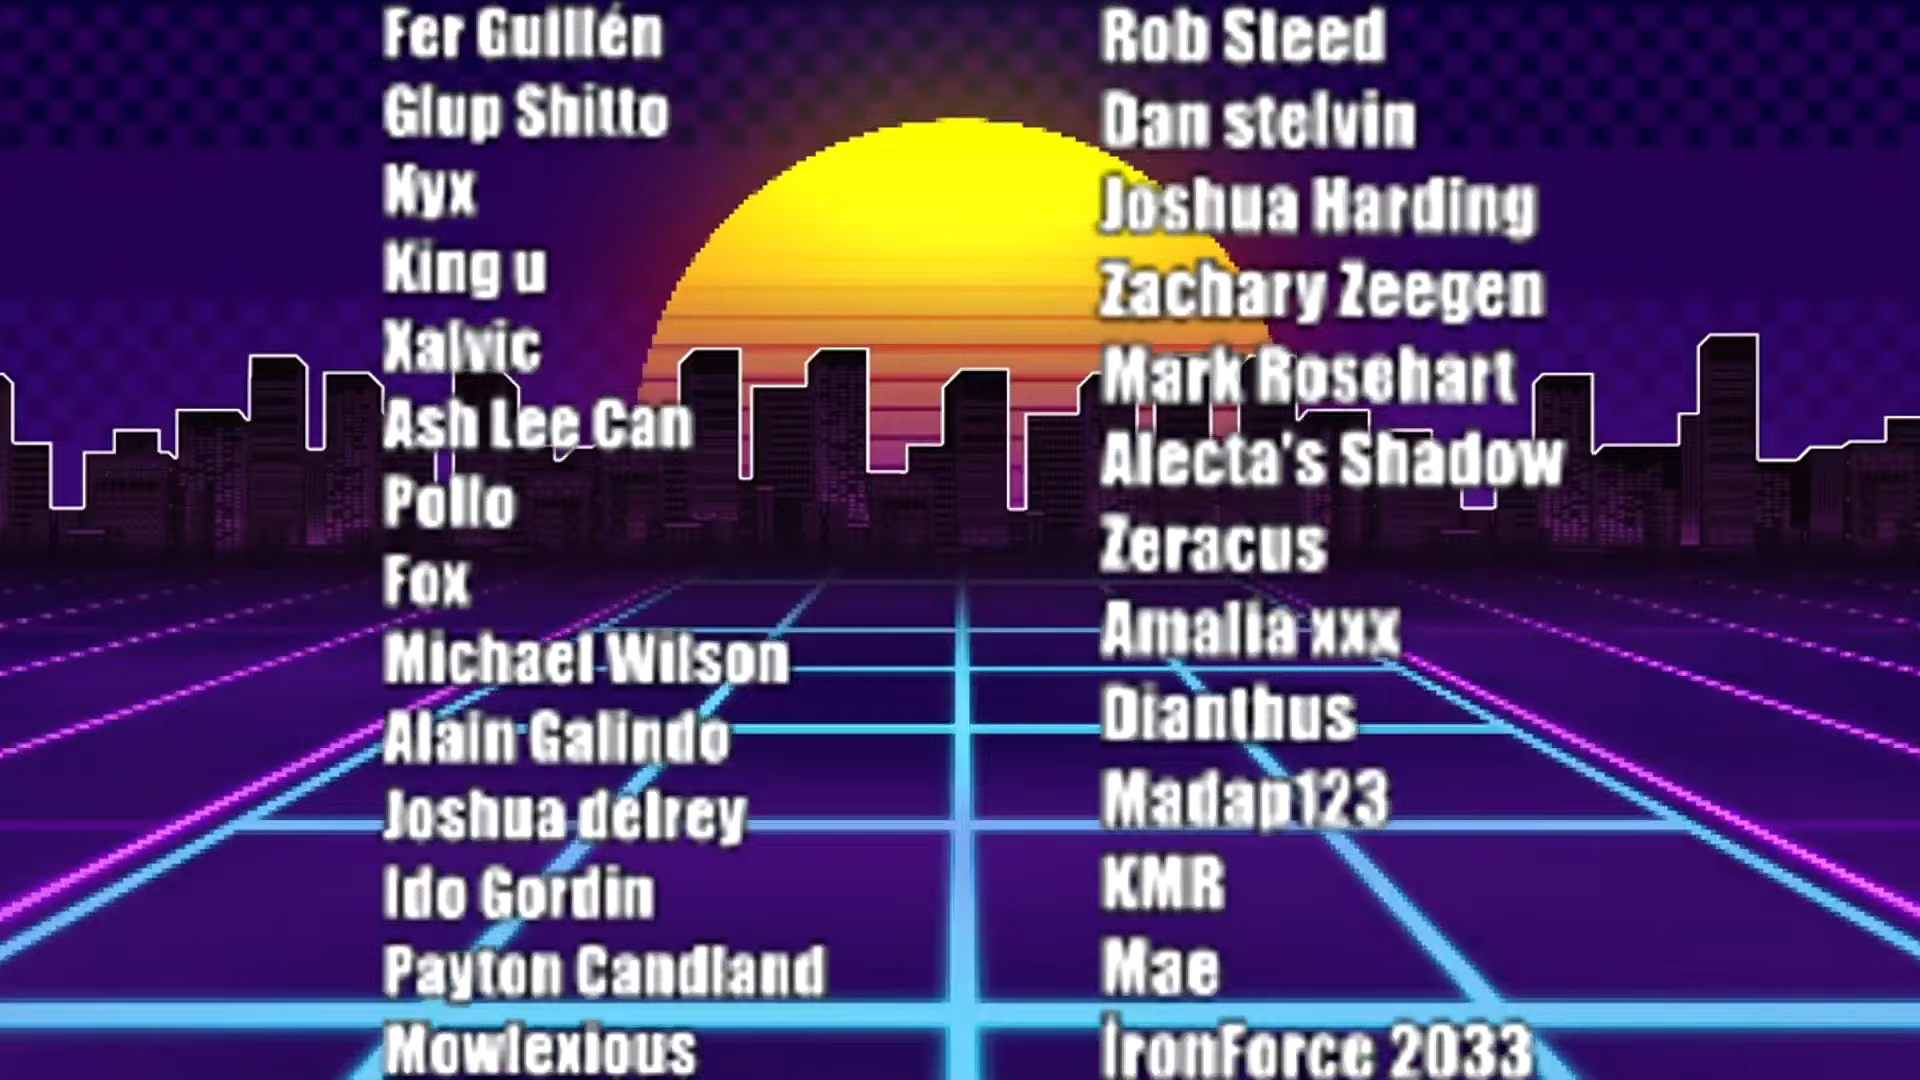 Fer Guillén
Glup Shitto
Nyx
King u
Xalvic
Ash Lee Can
Pollo
Fox
Michael Wilson
Alain Galindo
Joshua delrey
Ido Gordin
Payton Candland
Mowlexious
Rob Steed
Dan stelvin
Joshua Harding
Zachary Zeegen
Mark Rosehart
Alecta's Shadow
Zeracus
Amalia xxx
Dianthus
Madap123
KMR
Mae
IronForce 2033